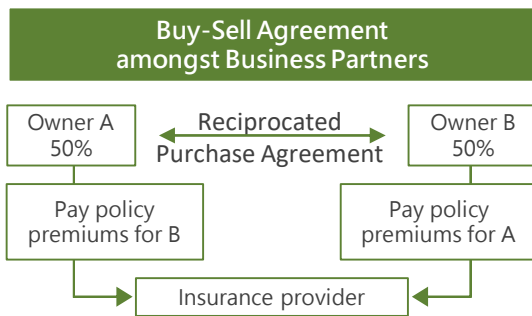 Buy-Sell Agreement
amongst Business Partners
Owner A
50%
Reciprocated
Purchase Agreement
Owner B
50%
Pay policy
premiums for B
Pay policy
premiums for A
Insurance provider